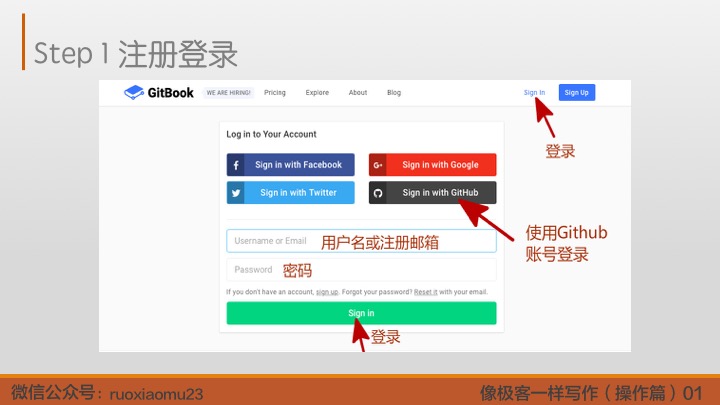 Step 1 注册登录
GitBook WE ARE HIRING! Pricing Explore About Blog Sign In Sign Up
登录
Log in to Your Account
Sign in with Facebook Sign in with Google
Sign in with Twitter Sign in with GitHub
使用Github
账号登录
Username or Email 用户名或注册邮箱
Password 密码
If you don't have an account, sign up. Forgot your password? Reset it with your email.
Sign in
登录
微信公众号：ruoxiaomu23
像极客一样写作（操作篇）01